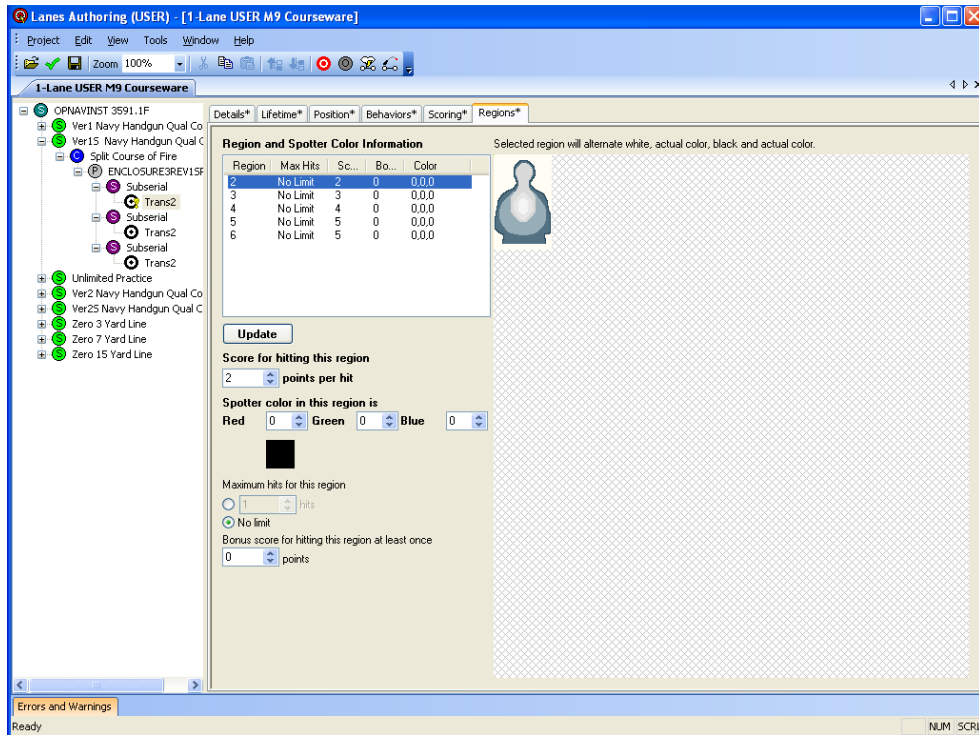 Lanes Authoring (USER) - [1-Lane USER M9 Courseware]
Project Edit View Tools Window Help
Zoom 100%
1-Lane USER M9 Courseware
S OPNAVINST 3591.1F
S Ver1 Navy Handgun Qual Co
S Ver1S Navy Handgun Qual C
C Split Course of Fire
P ENCLOSURE3REV1SF
S Subserial
Trans2
S Subserial
Trans2
S Subserial
Trans2
S Unlimited Practice
S Ver2 Navy Handgun Qual Co
S Ver2S Navy Handgun Qual C
S Zero 3 Yard Line
S Zero 7 Yard Line
S Zero 15 Yard Line
Details* Lifetime* Position* Behaviors* Scoring* Regions*
Region and Spotter Color Information
Region Max Hits Sc... Bo... Color
2 No Limit 2 0 0,0,0
3 No Limit 3 0 0,0,0
4 No Limit 4 0 0,0,0
5 No Limit 5 0 0,0,0
6 No Limit 5 0 0,0,0
Update
Score for hitting this region
2 points per hit
Spotter color in this region is
Red 0 Green 0 Blue 0
Maximum hits for this region
1 hits
No limit
Bonus score for hitting this region at least once
0 points
Selected region will alternate white, actual color, black and actual color.
Errors and Warnings
Ready NUM SCRL